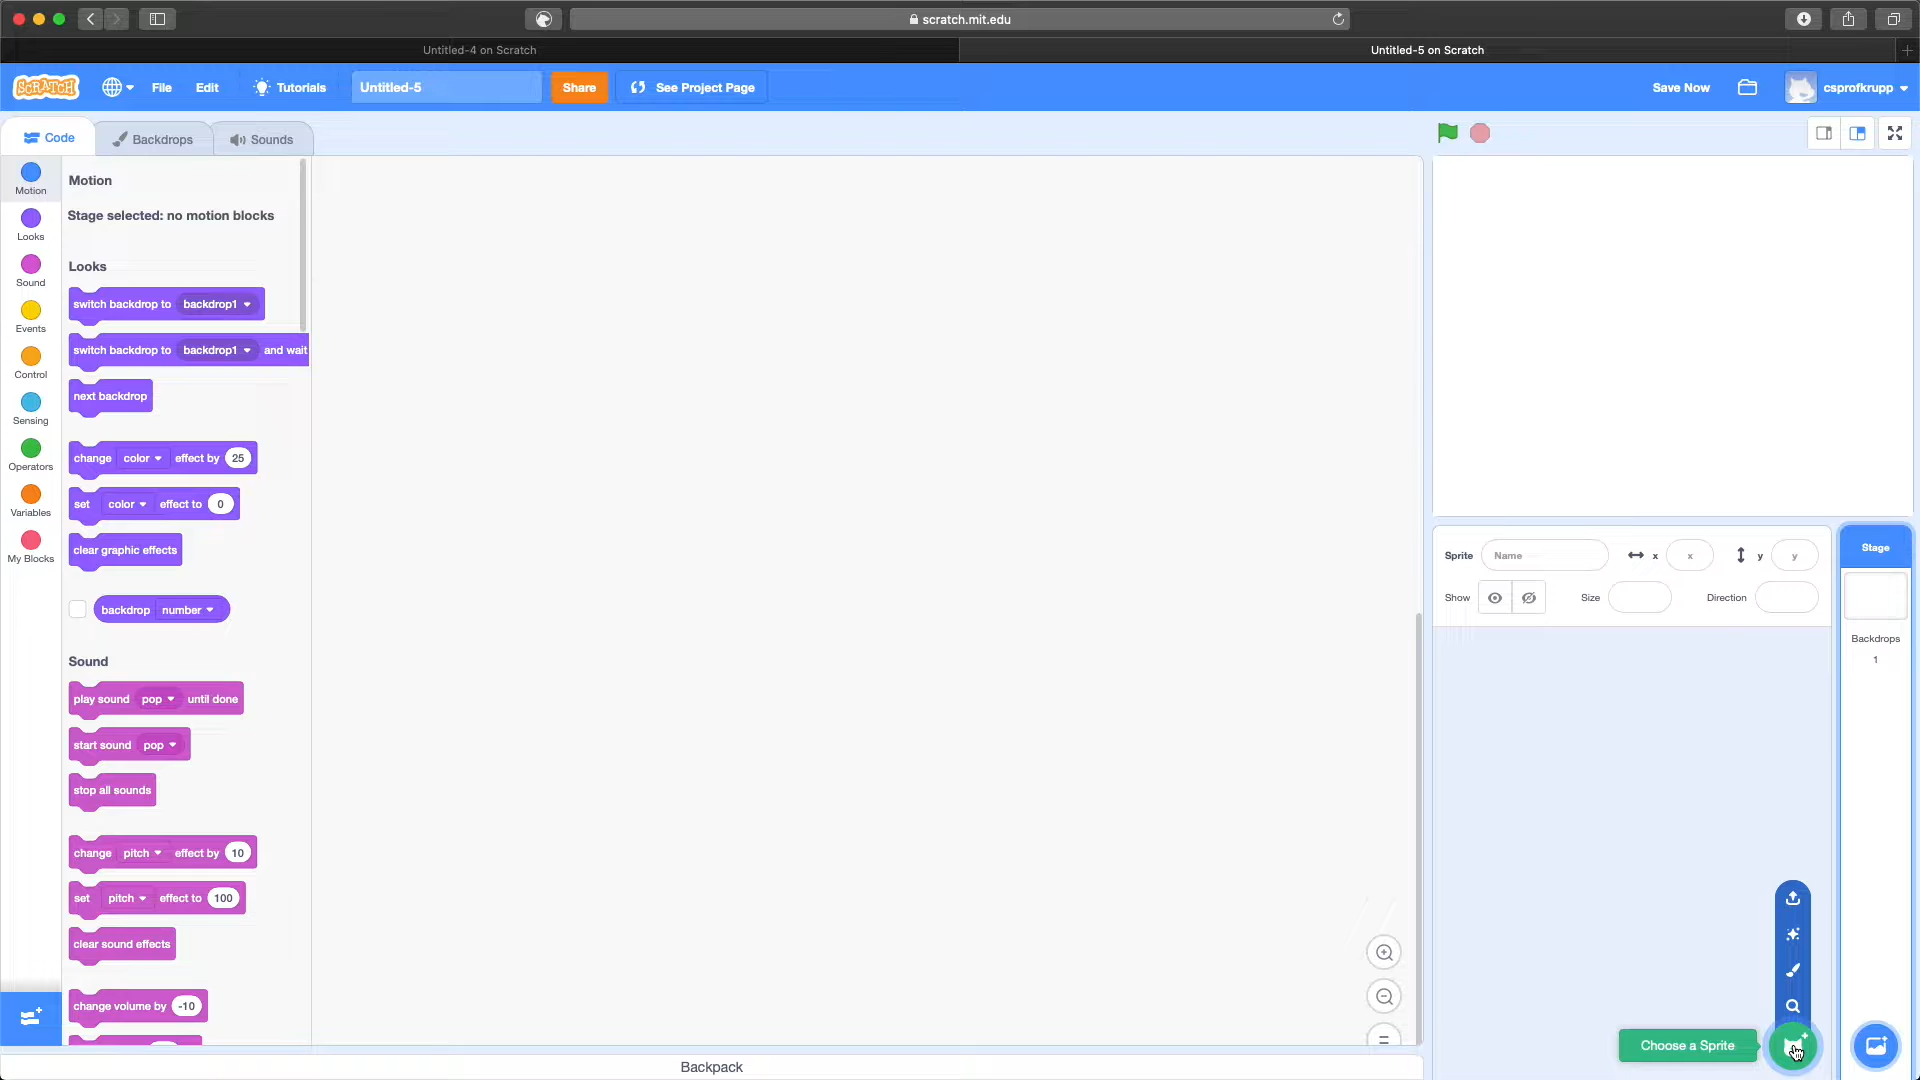 scratch.mit.edu
Untitled-4 on Scratch
Untitled-5 on Scratch
SCRATCH
File
Edit
Tutorials
Untitled-5
Share
See Project Page
Save Now
csprofkrupp
Code
Backdrops
Sounds
Motion
Looks
Sound
Events
Control
Sensing
Operators
Variables
My Blocks
Motion
Stage selected: no motion blocks
Looks
switch backdrop to backdrop1
switch backdrop to backdrop1 and wait
next backdrop
change color effect by 25
set color effect to 0
clear graphic effects
backdrop number
Sound
play sound pop until done
start sound pop
stop all sounds
change pitch effect by 10
set pitch effect to 100
clear sound effects
change volume by -10
Backpack
Sprite Name x x y y
Show Size Direction
Stage
Backdrops
1
Choose a Sprite